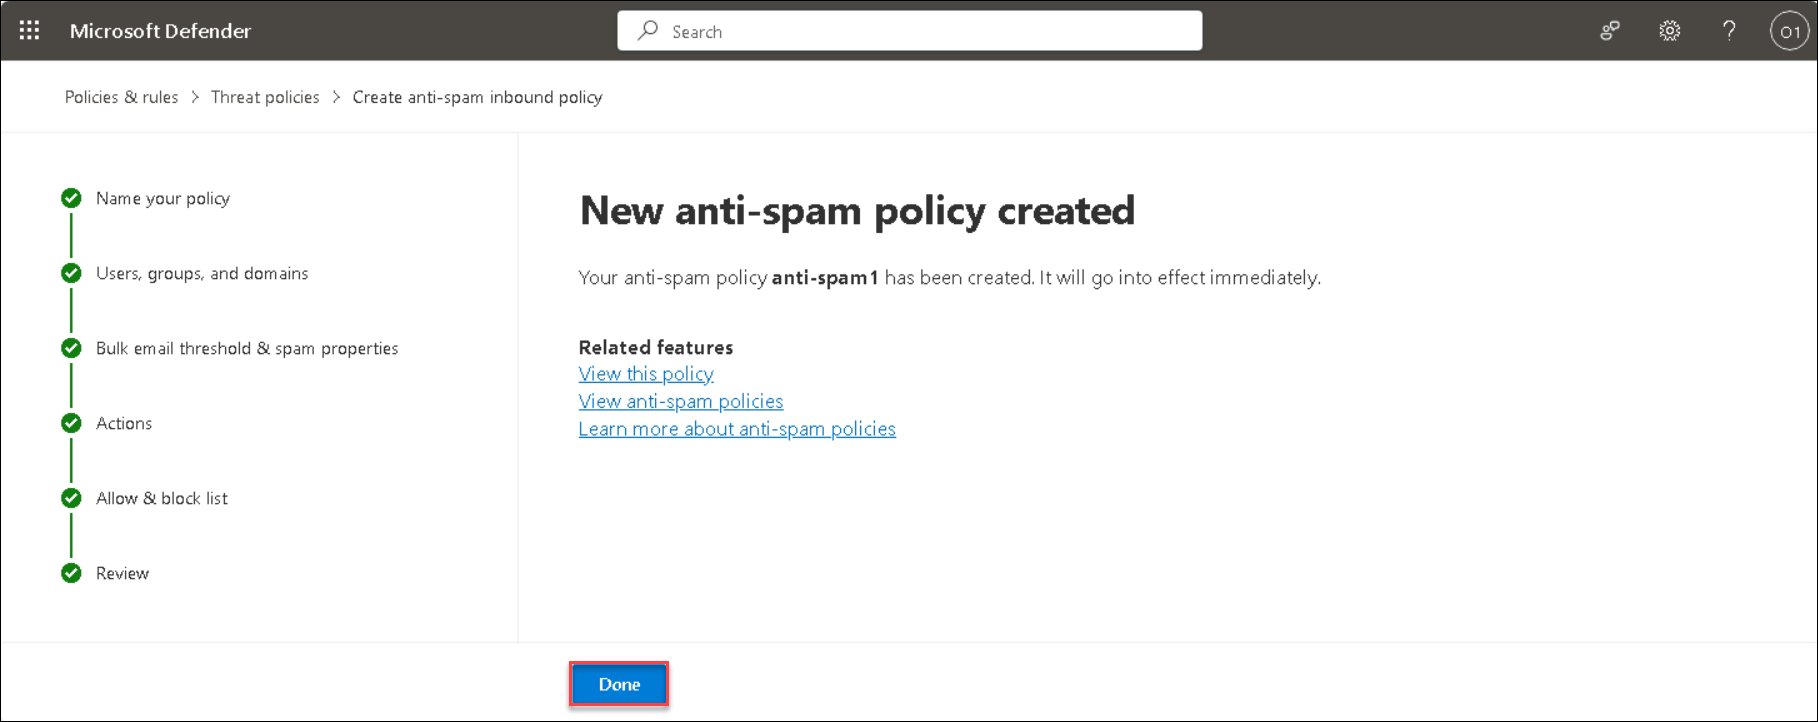 Microsoft Defender
Search
?
O1
Policies & rules > Threat policies > Create anti-spam inbound policy
Name your policy
Users, groups, and domains
Bulk email threshold & spam properties
Actions
Allow & block list
Review
New anti-spam policy created
Your anti-spam policy anti-spam1 has been created. It will go into effect immediately.
Related features
View this policy
View anti-spam policies
Learn more about anti-spam policies
Done